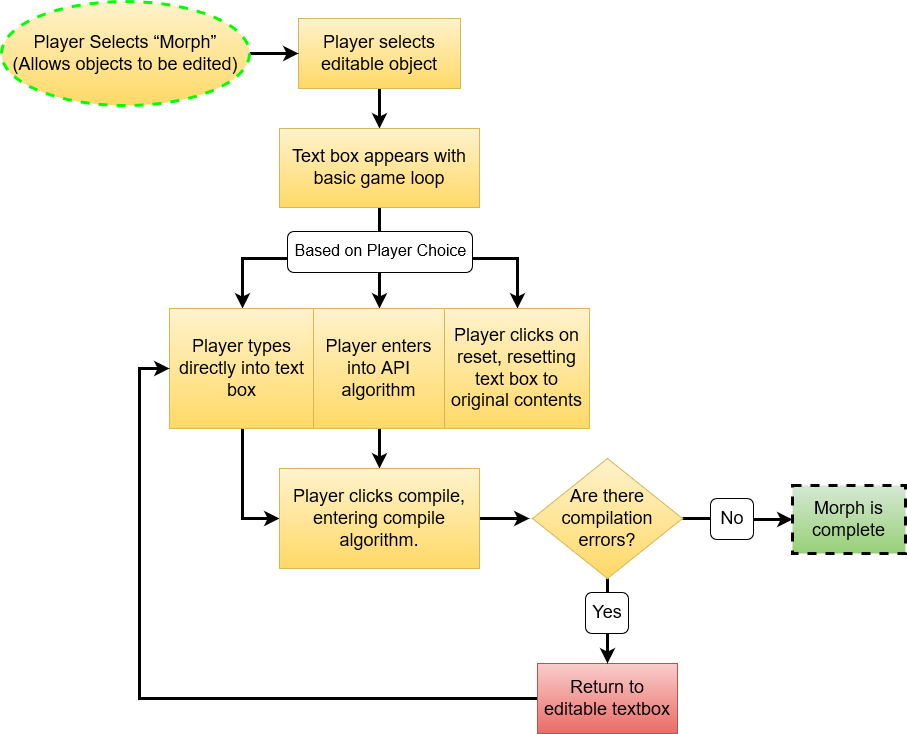 Player Selects “Morph”
(Allows objects to be edited)
Player selects
editable object
Text box appears with
basic game loop
Based on Player Choice
Player types
directly into text
box
Player enters
into API
algorithm
Player clicks on
reset, resetting
text box to
original contents
Player clicks compile,
entering compile
algorithm.
Are there
compilation
errors?
No
Morph is
complete
Yes
Return to
editable textbox